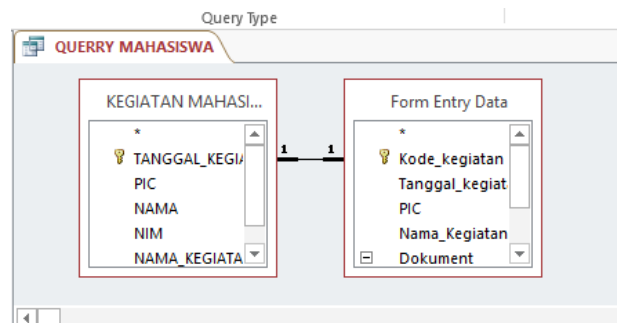 Query Type
QUERRY MAHASISWA
KEGIATAN MAHASI...
*
TANGGAL_KEGIA
PIC
NAMA
NIM
NAMA_KEGIATA
1 1
Form Entry Data
*
Kode_kegiatan
Tanggal_kegiat
PIC
Nama_Kegiatan
Dokument